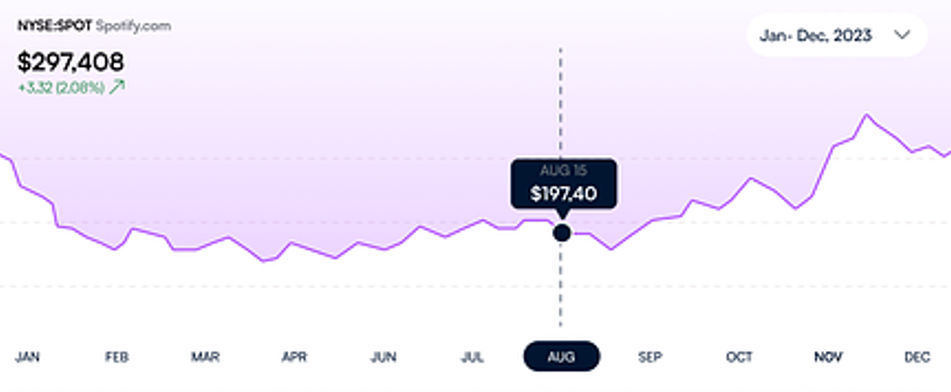 NYSE:SPOT Spotify.com
$297,408
+3,32 (2,08%)
Jan- Dec, 2023
AUG 15
$197,40
JAN FEB MAR APR JUN JUL AUG SEP OCT NOV DEC